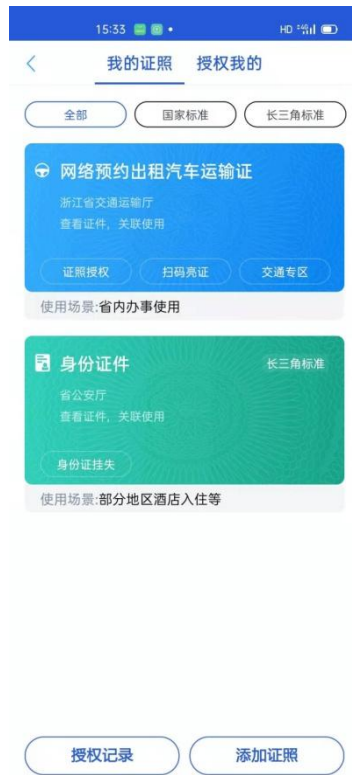 15:33
HD
我的证照 授权我的
全部 国家标准 长三角标准
网络预约出租汽车运输证
浙江省交通运输厅
查看证件,关联使用
证照授权 扫码亮证 交通专区
使用场景:省内办事使用
身份证件 长三角标准
省公安厅
查看证件,关联使用
身份证挂失
使用场景:部分地区酒店入住等
授权记录 添加证照